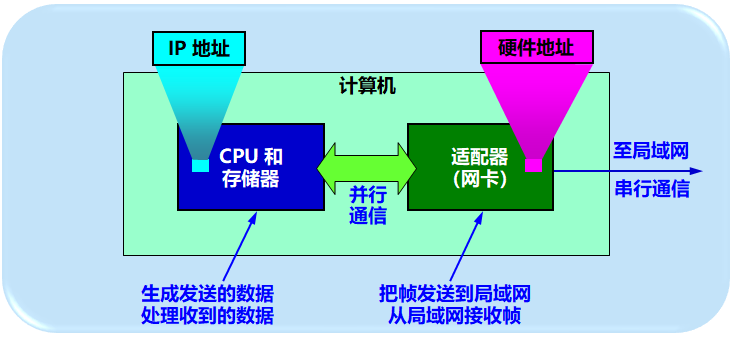 IP 地址
硬件地址
计算机
CPU 和
存储器
适配器
（网卡）
并行
通信
至局域网
串行通信
生成发送的数据
处理收到的数据
把帧发送到局域网
从局域网接收帧